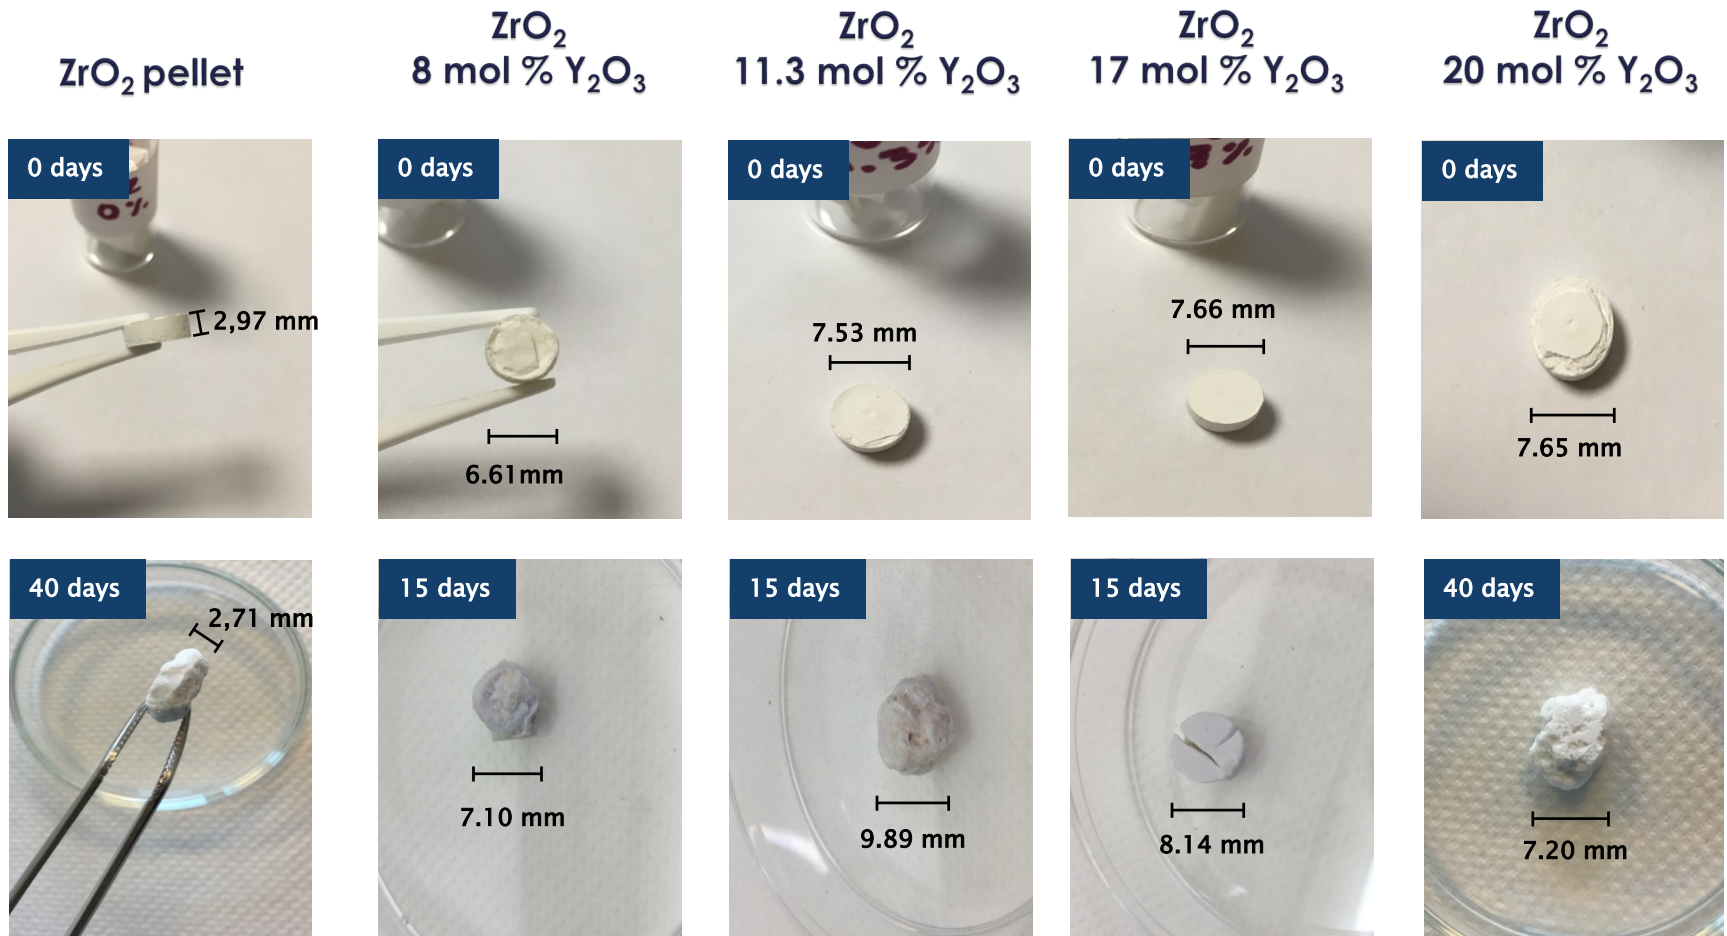 ZrO₂ pellet
ZrO₂
8 mol % Y₂O₃
ZrO₂
11.3 mol % Y₂O₃
ZrO₂
17 mol % Y₂O₃
ZrO₂
20 mol % Y₂O₃
0 days
0%
2,97 mm
0 days
6.61mm
0 days
7.53 mm
0 days
%
7.66 mm
0 days
7.65 mm
40 days
2,71 mm
15 days
7.10 mm
15 days
9.89 mm
15 days
8.14 mm
40 days
7.20 mm